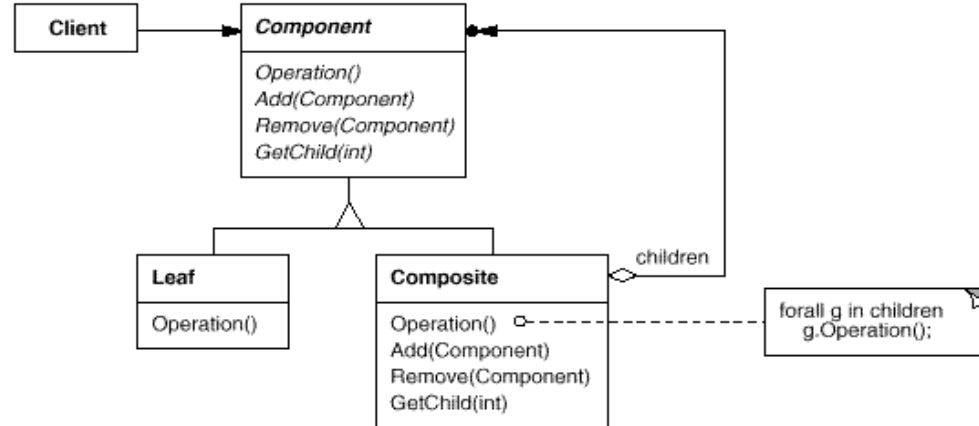 Client
Component
Operation()
Add(Component)
Remove(Component)
GetChild(int)
Leaf
Operation()
Composite
Operation()
Add(Component)
Remove(Component)
GetChild(int)
children
forall g in children
g.Operation();